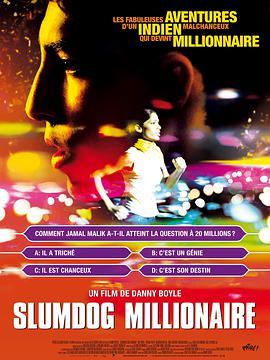 LES FABULEUSES AVENTURES
D'UN INDIEN MALCHANCEUX
QUI DEVINT MILLIONNAIRE
COMMENT JAMAL MALIK A-T-IL ATTEINT LA QUESTION À 20 MILLIONS ?
A: IL A TRICHÉ
B: C'EST UN GÉNIE
C: IL EST CHANCEUX
D: C'EST SON DESTIN
UN FILM DE DANNY BOYLE
SLUMDOG MILLIONAIRE